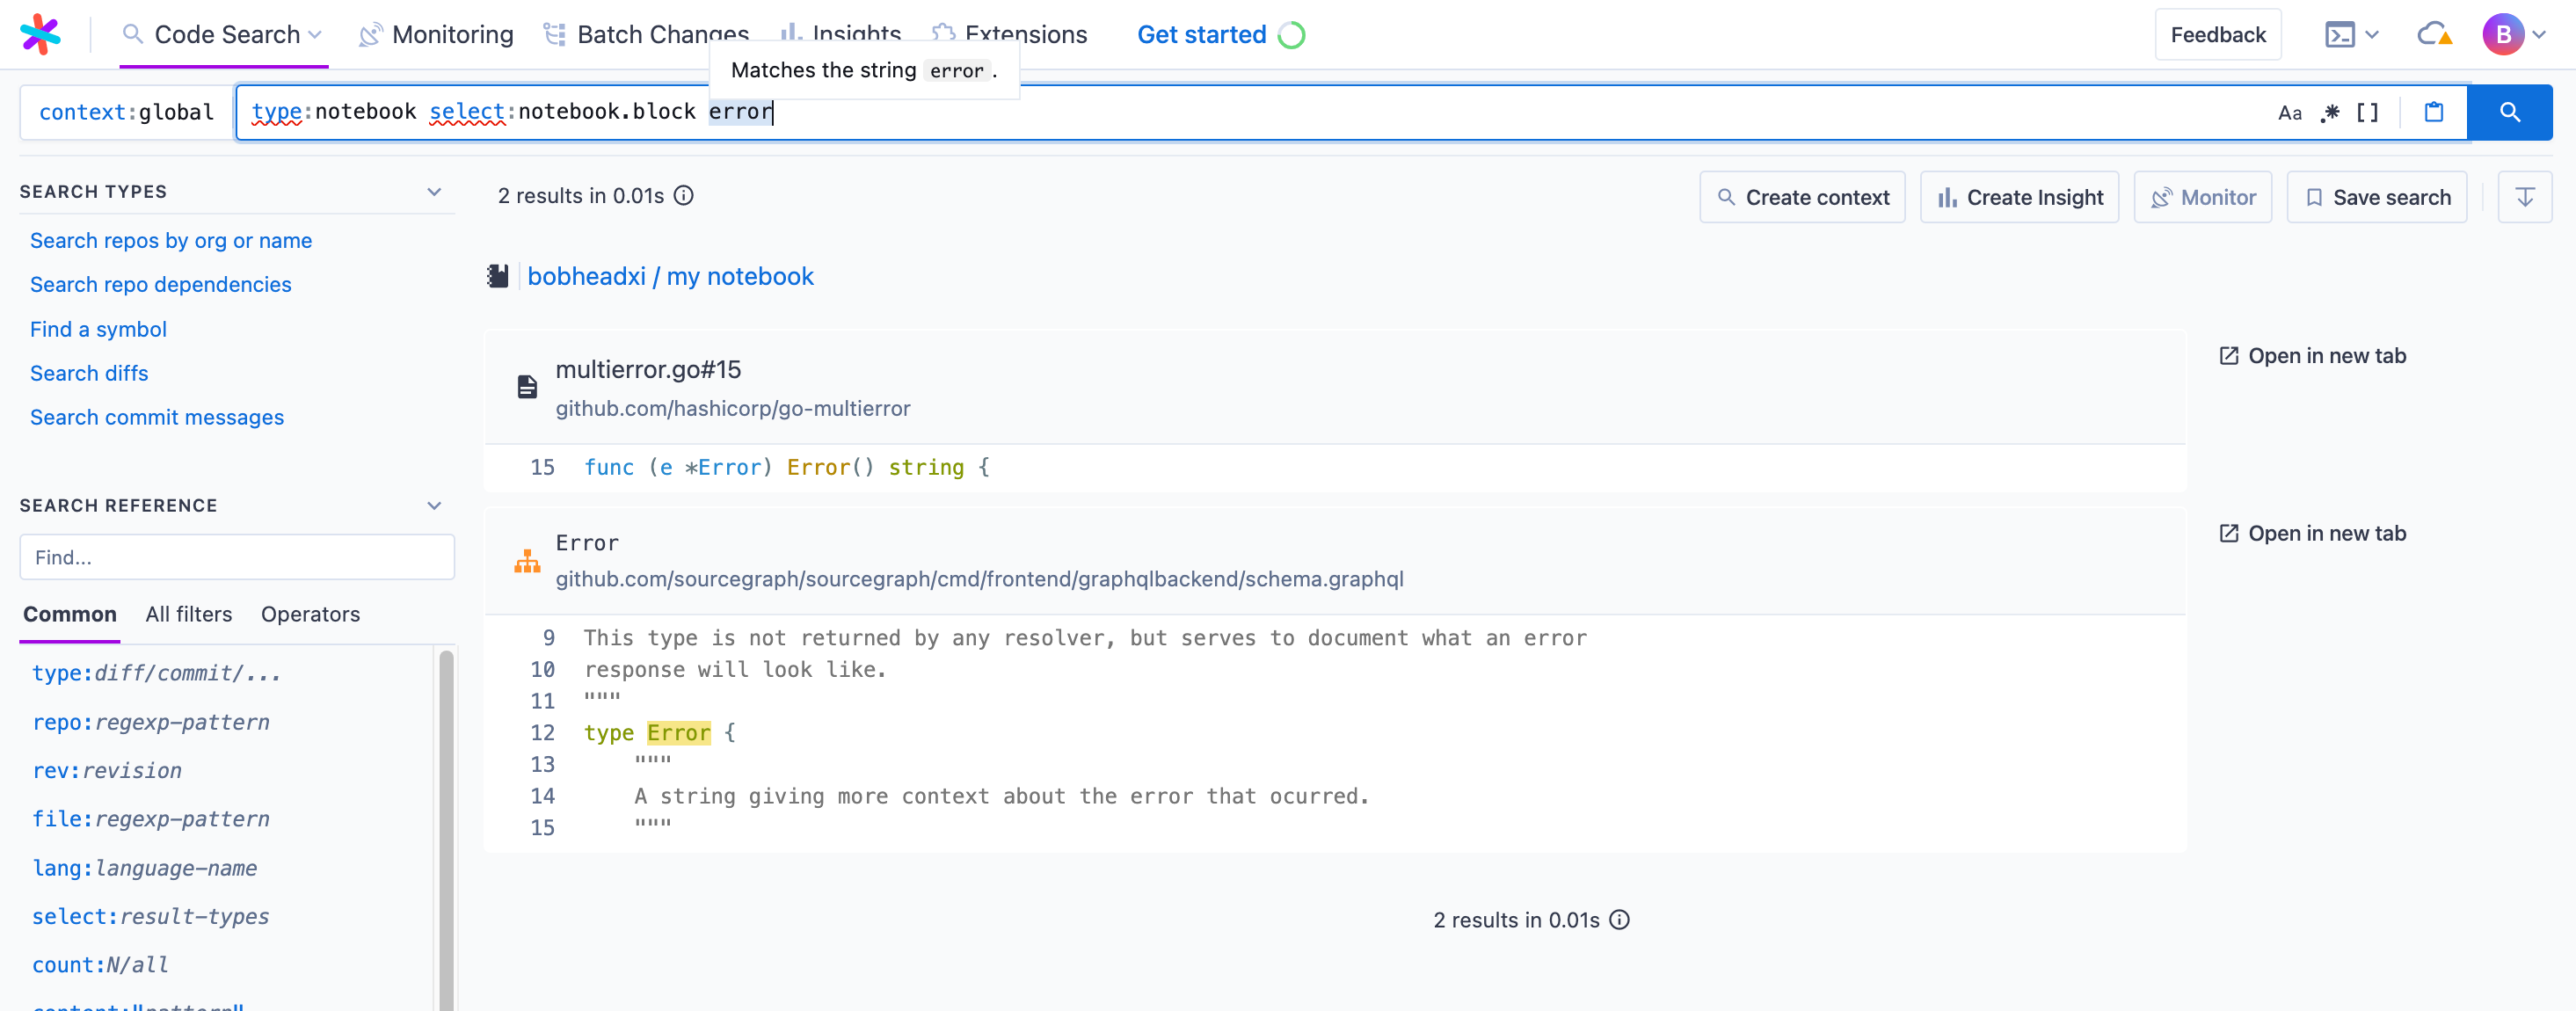 Code Search
Monitoring
Batch Changes
Insights
Extensions
Get started
Feedback
B
Matches the string error.
context:global
type:notebook select:notebook.block error
Aa .* []
SEARCH TYPES
Search repos by org or name
Search repo dependencies
Find a symbol
Search diffs
Search commit messages
SEARCH REFERENCE
Find...
Common
All filters
Operators
type:diff/commit/...
repo:regexp-pattern
rev:revision
file:regexp-pattern
lang:language-name
select:result-types
count:N/all
content:"pattern"
2 results in 0.01s
Create context
Create Insight
Monitor
Save search
bobheadxi / my notebook
multierror.go#15
github.com/hashicorp/go-multierror
Open in new tab
15 func (e *Error) Error() string {
Error
github.com/sourcegraph/sourcegraph/cmd/frontend/graphqlbackend/schema.graphql
Open in new tab
9 This type is not returned by any resolver, but serves to document what an error
10 response will look like.
11 """
12 type Error {
13 """
14 A string giving more context about the error that ocurred.
15 """
2 results in 0.01s